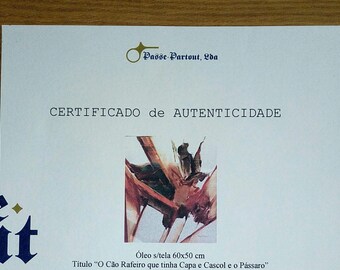 Passe-Partout, Lda
CERTIFICADO de AUTENTICIDADE
Óleo s/tela 60x50 cm
Título "O Cão Rafeiro que tinha Capa e Cascol e o Pássaro"